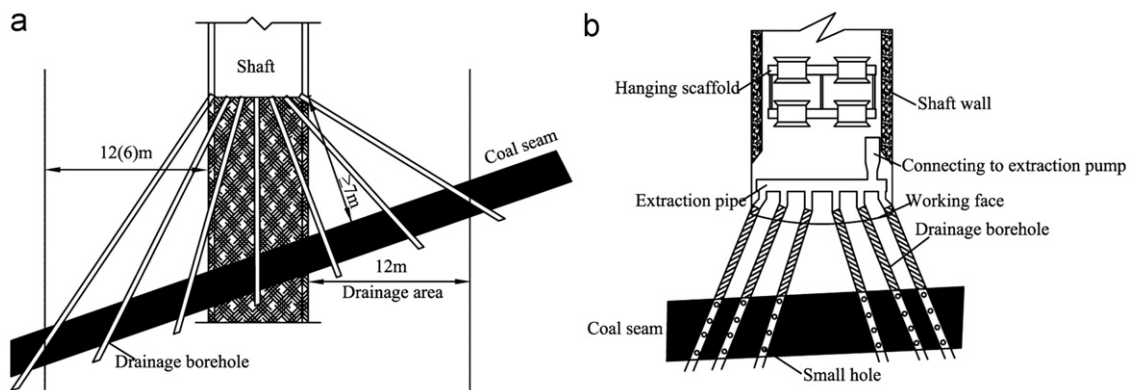 a
Shaft
12(6)m
≥7m
Coal seam
12m
Drainage area
Drainage borehole
b
Hanging scaffold
Shaft wall
Connecting to extraction pump
Extraction pipe
Working face
Drainage borehole
Coal seam
Small hole